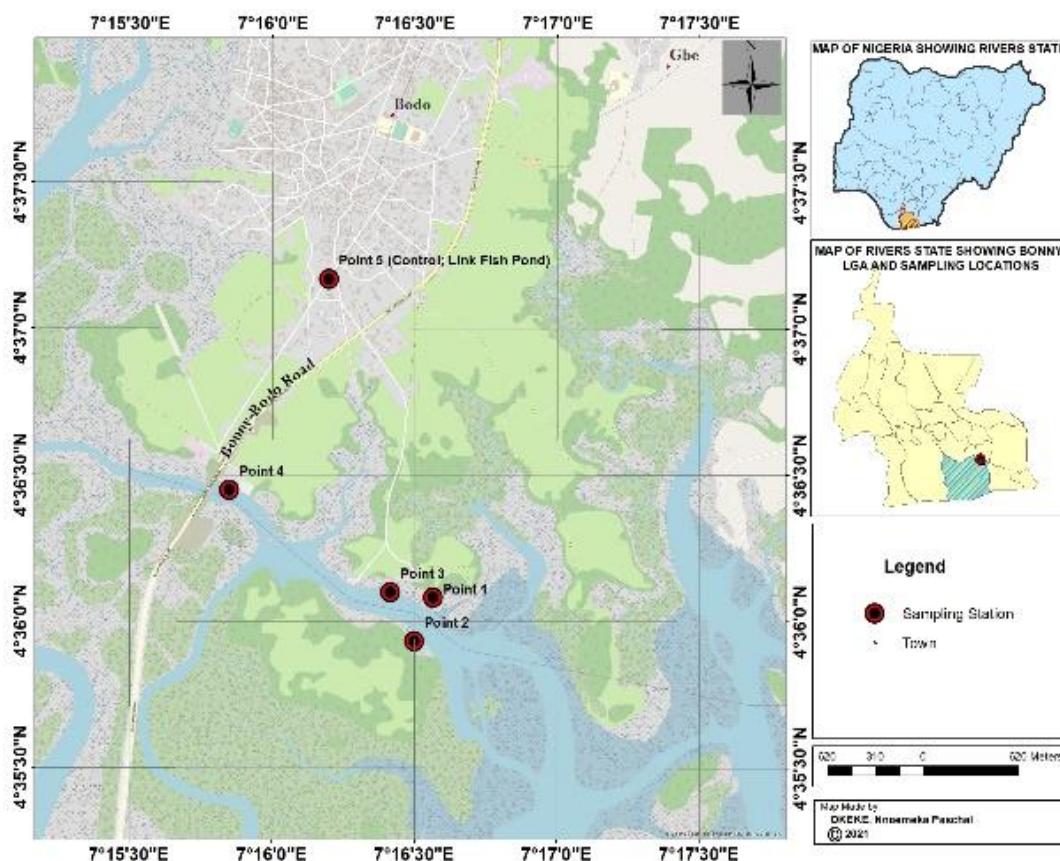 7°15'30"E 7°16'0"E 7°16'30"E 7°17'0"E 7°17'30"E
Gbe
Bodo
4°37'30"N
4°37'30"N
Point 5 (Control; Link Fish Pond)
4°37'0"N
4°37'0"N
Bonny-Bodo Road
4°36'30"N
4°36'30"N
Point 4
Point 3
Point 1
4°36'0"N
4°36'0"N
Point 2
4°35'30"N
4°35'30"N
7°15'30"E 7°16'0"E 7°16'30"E 7°17'0"E 7°17'30"E
MAP OF NIGERIA SHOWING RIVERS STATE
MAP OF RIVERS STATE SHOWING BONNY
LGA AND SAMPLING LOCATIONS
Legend
Sampling Station
Town
620 310 0 620 Meters
Map Made by
OKEKE, Nnaemeka Paschal
© 2021